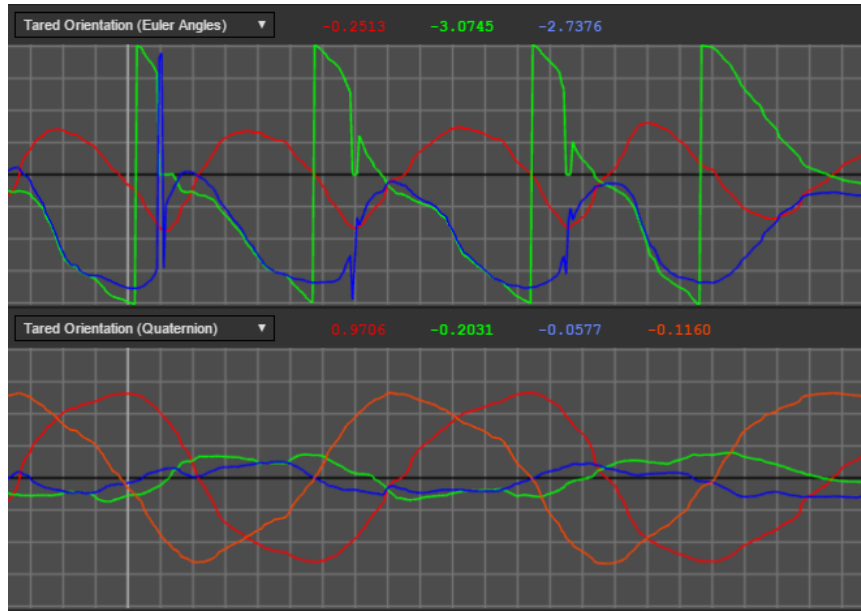 Tared Orientation (Euler Angles) ▼ -0.2513 -3.0745 -2.7376
Tared Orientation (Quaternion) ▼ 0.9706 -0.2031 -0.0577 -0.1160